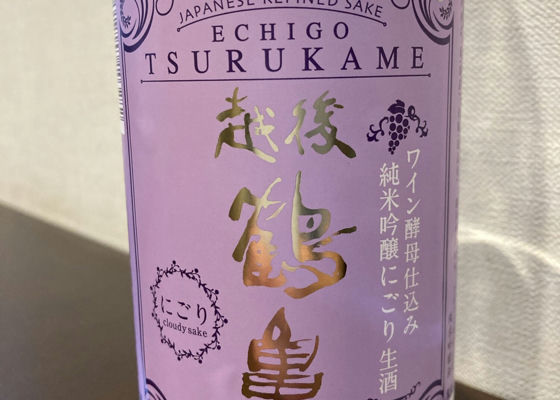 JAPANESE REFINED SAKE
ECHIGO
TSURUKAME
越後
鶴亀
ワイン酵母仕込み
純米吟醸にごり生酒
にごり
cloudy sake